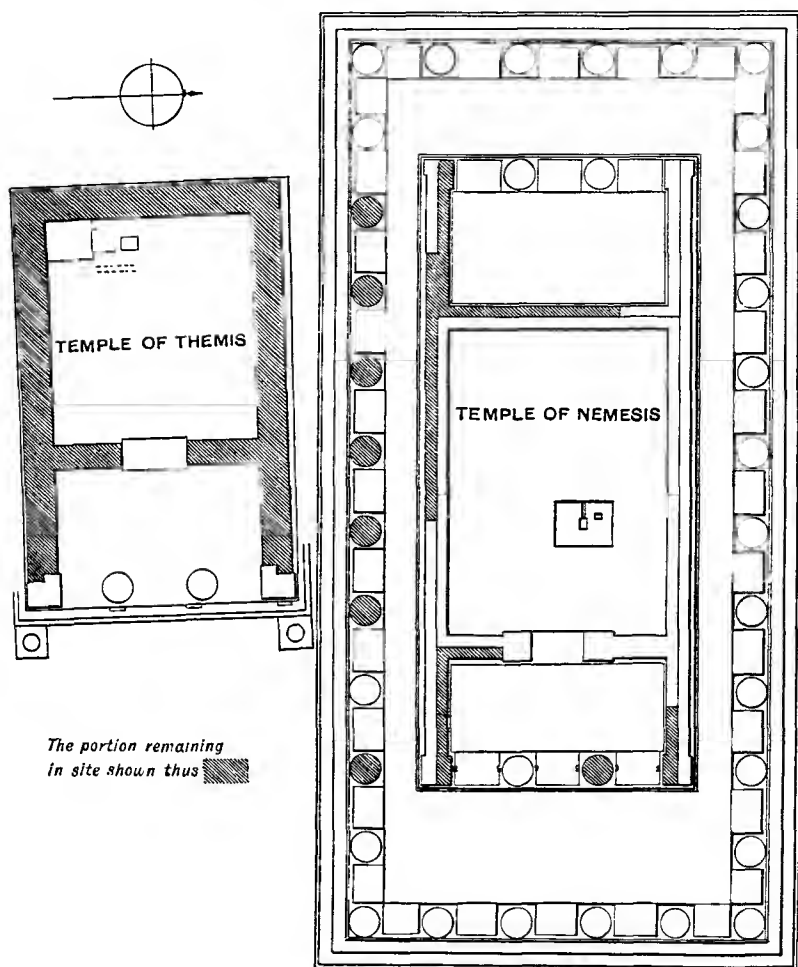 TEMPLE OF THEMIS
TEMPLE OF NEMESIS
The portion remaining
in site shown thus